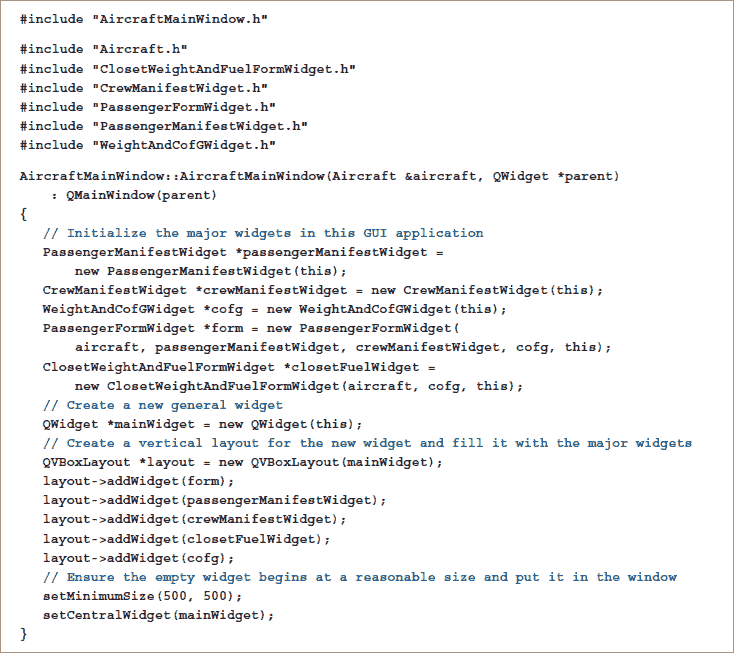 #include "AircraftMainWindow.h"
#include "Aircraft.h"
#include "ClosetWeightAndFuelFormWidget.h"
#include "CrewManifestWidget.h"
#include "PassengerFormWidget.h"
#include "PassengerManifestWidget.h"
#include "WeightAndCofGWidget.h"
AircraftMainWindow::AircraftMainWindow(Aircraft &aircraft, QWidget *parent)
    : QMainWindow(parent)
{
   // Initialize the major widgets in this GUI application
   PassengerManifestWidget *passengerManifestWidget =
       new PassengerManifestWidget(this);
   CrewManifestWidget *crewManifestWidget = new CrewManifestWidget(this);
   WeightAndCofGWidget *cofg = new WeightAndCofGWidget(this);
   PassengerFormWidget *form = new PassengerFormWidget(
       aircraft, passengerManifestWidget, crewManifestWidget, cofg, this);
   ClosetWeightAndFuelFormWidget *closetFuelWidget =
       new ClosetWeightAndFuelFormWidget(aircraft, cofg, this);
   // Create a new general widget
   QWidget *mainWidget = new QWidget(this);
   // Create a vertical layout for the new widget and fill it with the major widgets
   QVBoxLayout *layout = new QVBoxLayout(mainWidget);
   layout->addWidget(form);
   layout->addWidget(passengerManifestWidget);
   layout->addWidget(crewManifestWidget);
   layout->addWidget(closetFuelWidget);
   layout->addWidget(cofg);
   // Ensure the empty widget begins at a reasonable size and put it in the window
   setMinimumSize(500, 500);
   setCentralWidget(mainWidget);
}